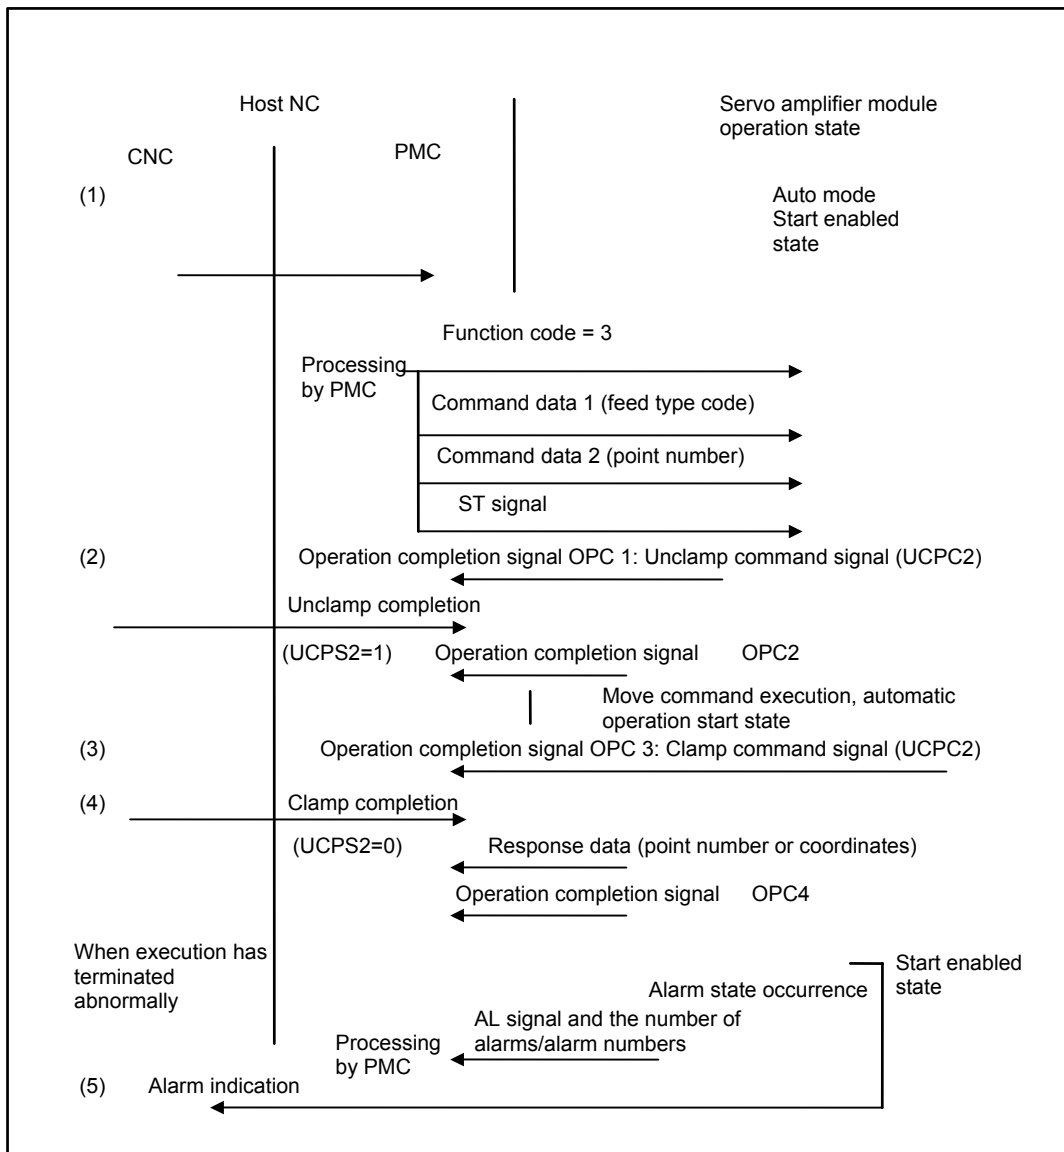 Host NC
Servo amplifier module
operation state
CNC
PMC
(1)
Auto mode
Start enabled
state
Function code = 3
Processing
by PMC
Command data 1 (feed type code)
Command data 2 (point number)
ST signal
(2)
Operation completion signal OPC 1: Unclamp command signal (UCPC2)
Unclamp completion
(UCPS2=1)
Operation completion signal OPC2
Move command execution, automatic
operation start state
(3)
Operation completion signal OPC 3: Clamp command signal (UCPC2)
(4)
Clamp completion
(UCPS2=0)
Response data (point number or coordinates)
Operation completion signal OPC4
When execution has
terminated
abnormally
Start enabled
state
Alarm state occurrence
AL signal and the number of
alarms/alarm numbers
Processing
by PMC
(5)
Alarm indication